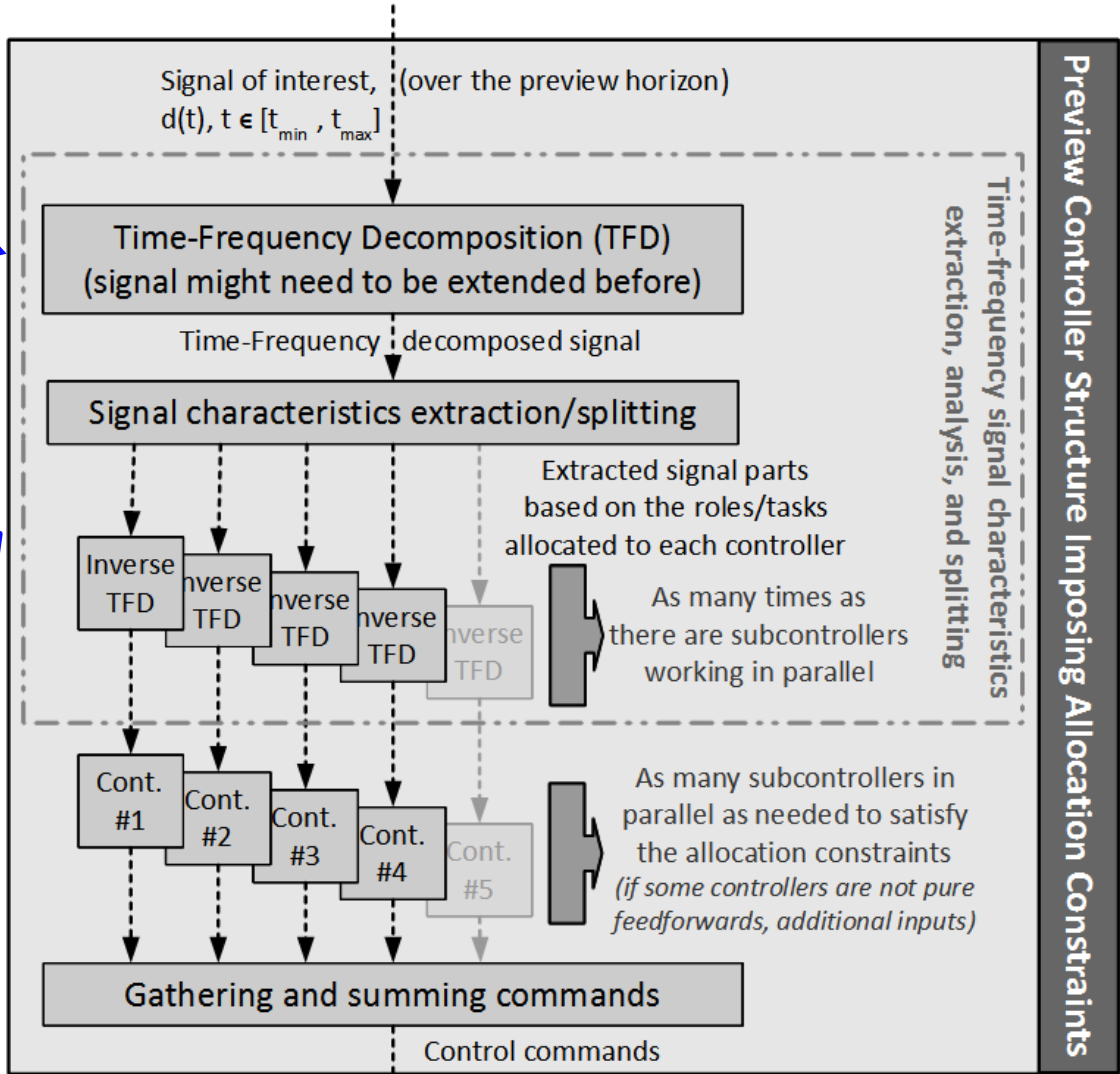 Signal of interest, (over the preview horizon)
d(t), t ϵ [t_min , t_max]
Time-Frequency Decomposition (TFD)
(signal might need to be extended before)
Time-Frequency decomposed signal
Signal characteristics extraction/splitting
Extracted signal parts
based on the roles/tasks
allocated to each controller
Inverse
TFD
nverse
TFD
nverse
TFD
nverse
TFD
nverse
TFD
As many times as
there are subcontrollers
working in parallel
Time-frequency signal characteristics
extraction, analysis, and splitting
Cont.
#1
Cont.
#2
Cont.
#3
Cont.
#4
Cont.
#5
As many subcontrollers in
parallel as needed to satisfy
the allocation constraints
(if some controllers are not pure
feedforwards, additional inputs)
Gathering and summing commands
Control commands
Preview Controller Structure Imposing Allocation Constraints